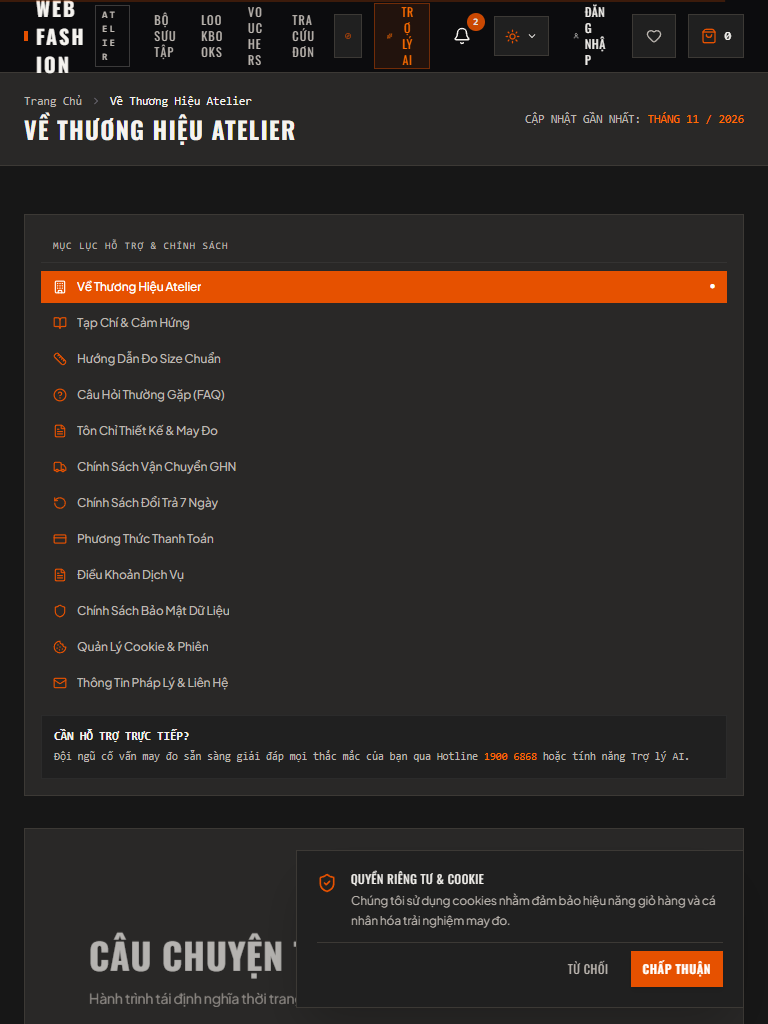 WEB
FASH
ION
AT
EL
IE
R
BỘ
SƯU
TẬP
LOO
KBO
OKS
VO
UC
HE
RS
TRA
CỨU
ĐƠN
TR
Ợ
LÝ
AI
2
ĐĂN
G
NHẬ
P
0
Trang Chủ > Về Thương Hiệu Atelier
VỀ THƯƠNG HIỆU ATELIER
CẬP NHẬT GẦN NHẤT: THÁNG 11 / 2026
MỤC LỤC HỖ TRỢ & CHÍNH SÁCH
Về Thương Hiệu Atelier
Tạp Chí & Cảm Hứng
Hướng Dẫn Đo Size Chuẩn
Câu Hỏi Thường Gặp (FAQ)
Tôn Chỉ Thiết Kế & May Đo
Chính Sách Vận Chuyển GHN
Chính Sách Đổi Trả 7 Ngày
Phương Thức Thanh Toán
Điều Khoản Dịch Vụ
Chính Sách Bảo Mật Dữ Liệu
Quản Lý Cookie & Phiên
Thông Tin Pháp Lý & Liên Hệ
CẦN HỖ TRỢ TRỰC TIẾP?
Đội ngũ cố vấn may đo sẵn sàng giải đáp mọi thắc mắc của bạn qua Hotline 1900 6868 hoặc tính năng Trợ lý AI.
CÂU CHUYỆN
Hành trình tái định nghĩa thời tran
QUYỀN RIÊNG TƯ & COOKIE
Chúng tôi sử dụng cookies nhằm đảm bảo hiệu năng giỏ hàng và cá
nhân hóa trải nghiệm may đo.
TỪ CHỐI
CHẤP THUẬN